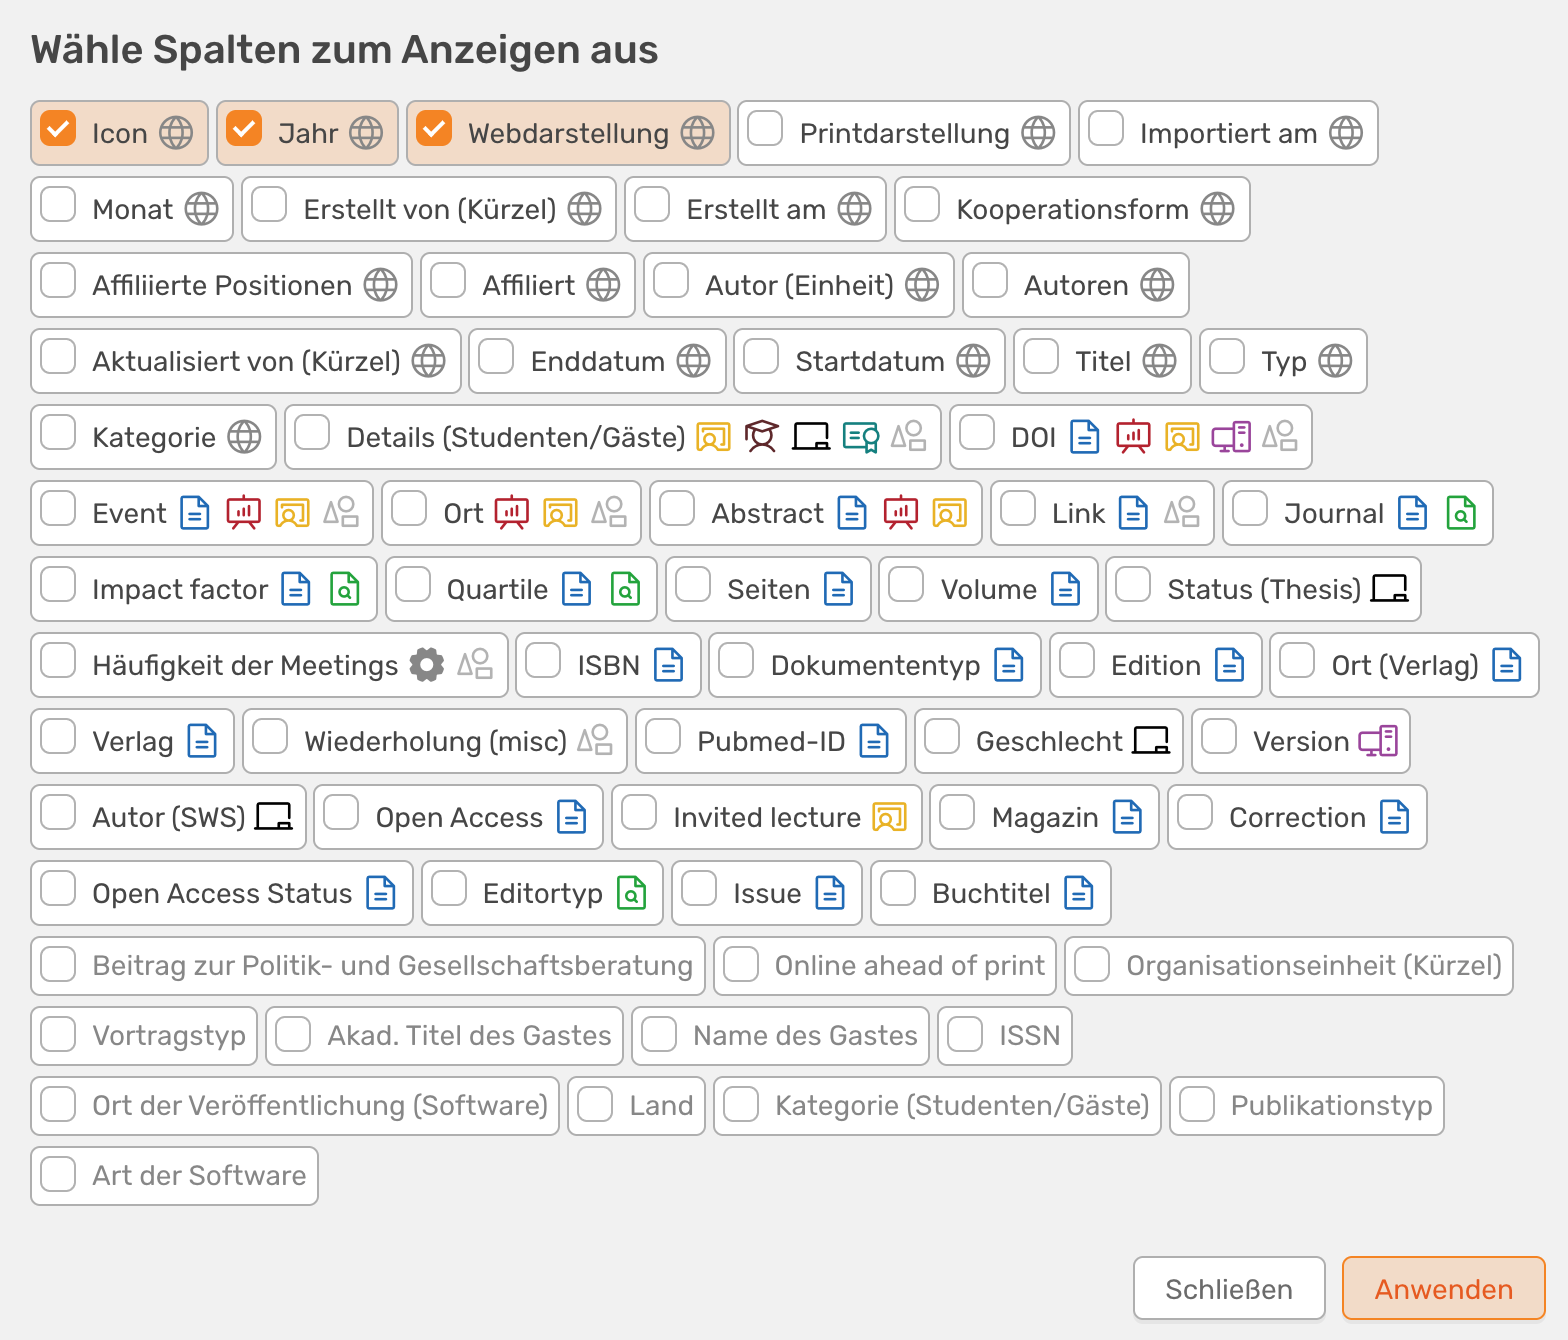 Wähle Spalten zum Anzeigen aus
Icon Jahr Webdarstellung Printdarstellung Importiert am
Monat Erstellt von (Kürzel) Erstellt am Kooperationsform
Affiliierte Positionen Affiliert Autor (Einheit) Autoren
Aktualisiert von (Kürzel) Enddatum Startdatum Titel Typ
Kategorie Details (Studenten/Gäste) DOI
Event Ort Abstract Link Journal
Impact factor Quartile Seiten Volume Status (Thesis)
Häufigkeit der Meetings ISBN Dokumententyp Edition Ort (Verlag)
Verlag Wiederholung (misc) Pubmed-ID Geschlecht Version
Autor (SWS) Open Access Invited lecture Magazin Correction
Open Access Status Editortyp Issue Buchtitel
Beitrag zur Politik- und Gesellschaftsberatung Online ahead of print Organisationseinheit (Kürzel)
Vortragstyp Akad. Titel des Gastes Name des Gastes ISSN
Ort der Veröffentlichung (Software) Land Kategorie (Studenten/Gäste) Publikationstyp
Art der Software
Schließen Anwenden